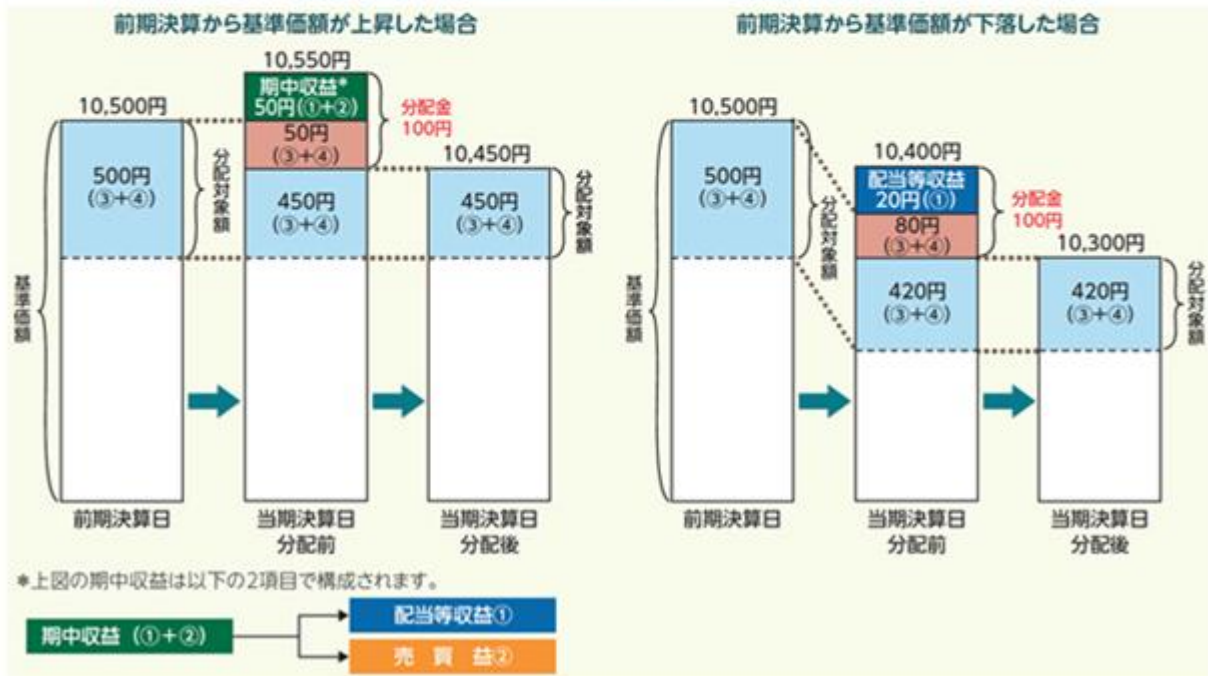 前期決算から基準価額が上昇した場合
10,500円
500円
(③+④)
分配対象額
基準価額
10,550円
期中収益*
50円(①+②)
50円
(③+④)
450円
(③+④)
分配金
100円
10,450円
450円
(③+④)
分配対象額
前期決算日
当期決算日
分配前
当期決算日
分配後
前期決算から基準価額が下落した場合
10,500円
500円
(③+④)
分配対象額
基準価額
10,400円
配当等収益
20円(①)
80円
(③+④)
420円
(③+④)
分配金
100円
10,300円
420円
(③+④)
分配対象額
前期決算日
当期決算日
分配前
当期決算日
分配後
*上図の期中収益は以下の2項目で構成されます。
期中収益 (①+②)
配当等収益①
売 買 益②